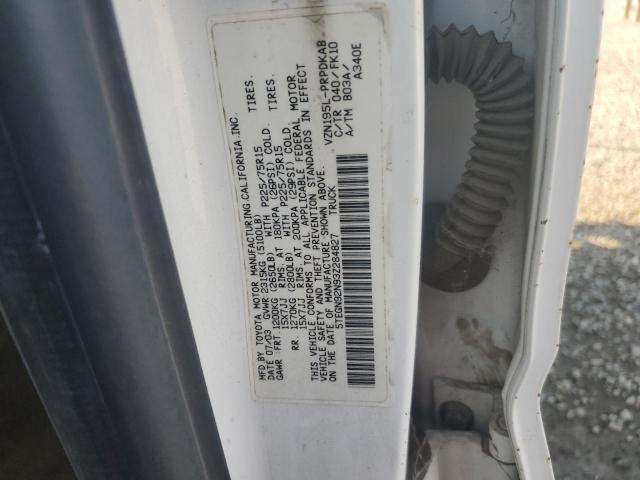 MFD.BY TOYOTA MOTOR MANUFACTURING,CALIFORNIA,INC.
DATE 07/03 GVWR 2315KG (5100LB)
GAWR FRT.1200KG (2650LB) WITH P225/75R15 TIRES.
15X7JJ RIMS. AT 180KPA (26PSI) COLD.
RR. 1270KG (2800LB) WITH P225/75R15 TIRES.
15X7JJ RIMS. AT 200KPA (29PSI) COLD.
THIS VEHICLE CONFORMS TO ALL APPLICABLE FEDERAL MOTOR
VEHICLE SAFETY AND THEFT PREVENTION STANDARDS IN EFFECT
ON THE DATE OF MANUFACTURE SHOWN ABOVE.
5TEGN92N93Z284827 TRUCK
VZN195L-PRPDKAB
C/TR 040/FK10
A/TM B03A/
A340E